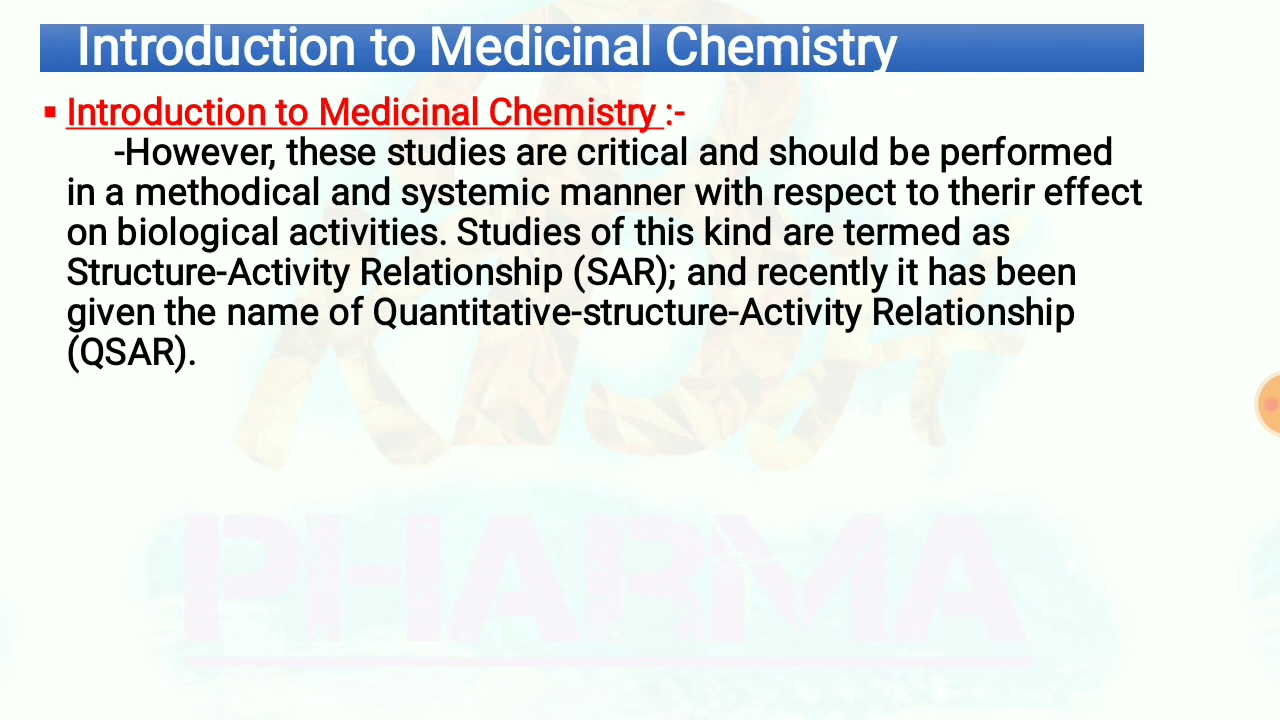 Introduction to Medicinal Chemistry
▪ Introduction to Medicinal Chemistry :-
-However, these studies are critical and should be performed
in a methodical and systemic manner with respect to therir effect
on biological activities. Studies of this kind are termed as
Structure-Activity Relationship (SAR); and recently it has been
given the name of Quantitative-structure-Activity Relationship
(QSAR).
PHARMA